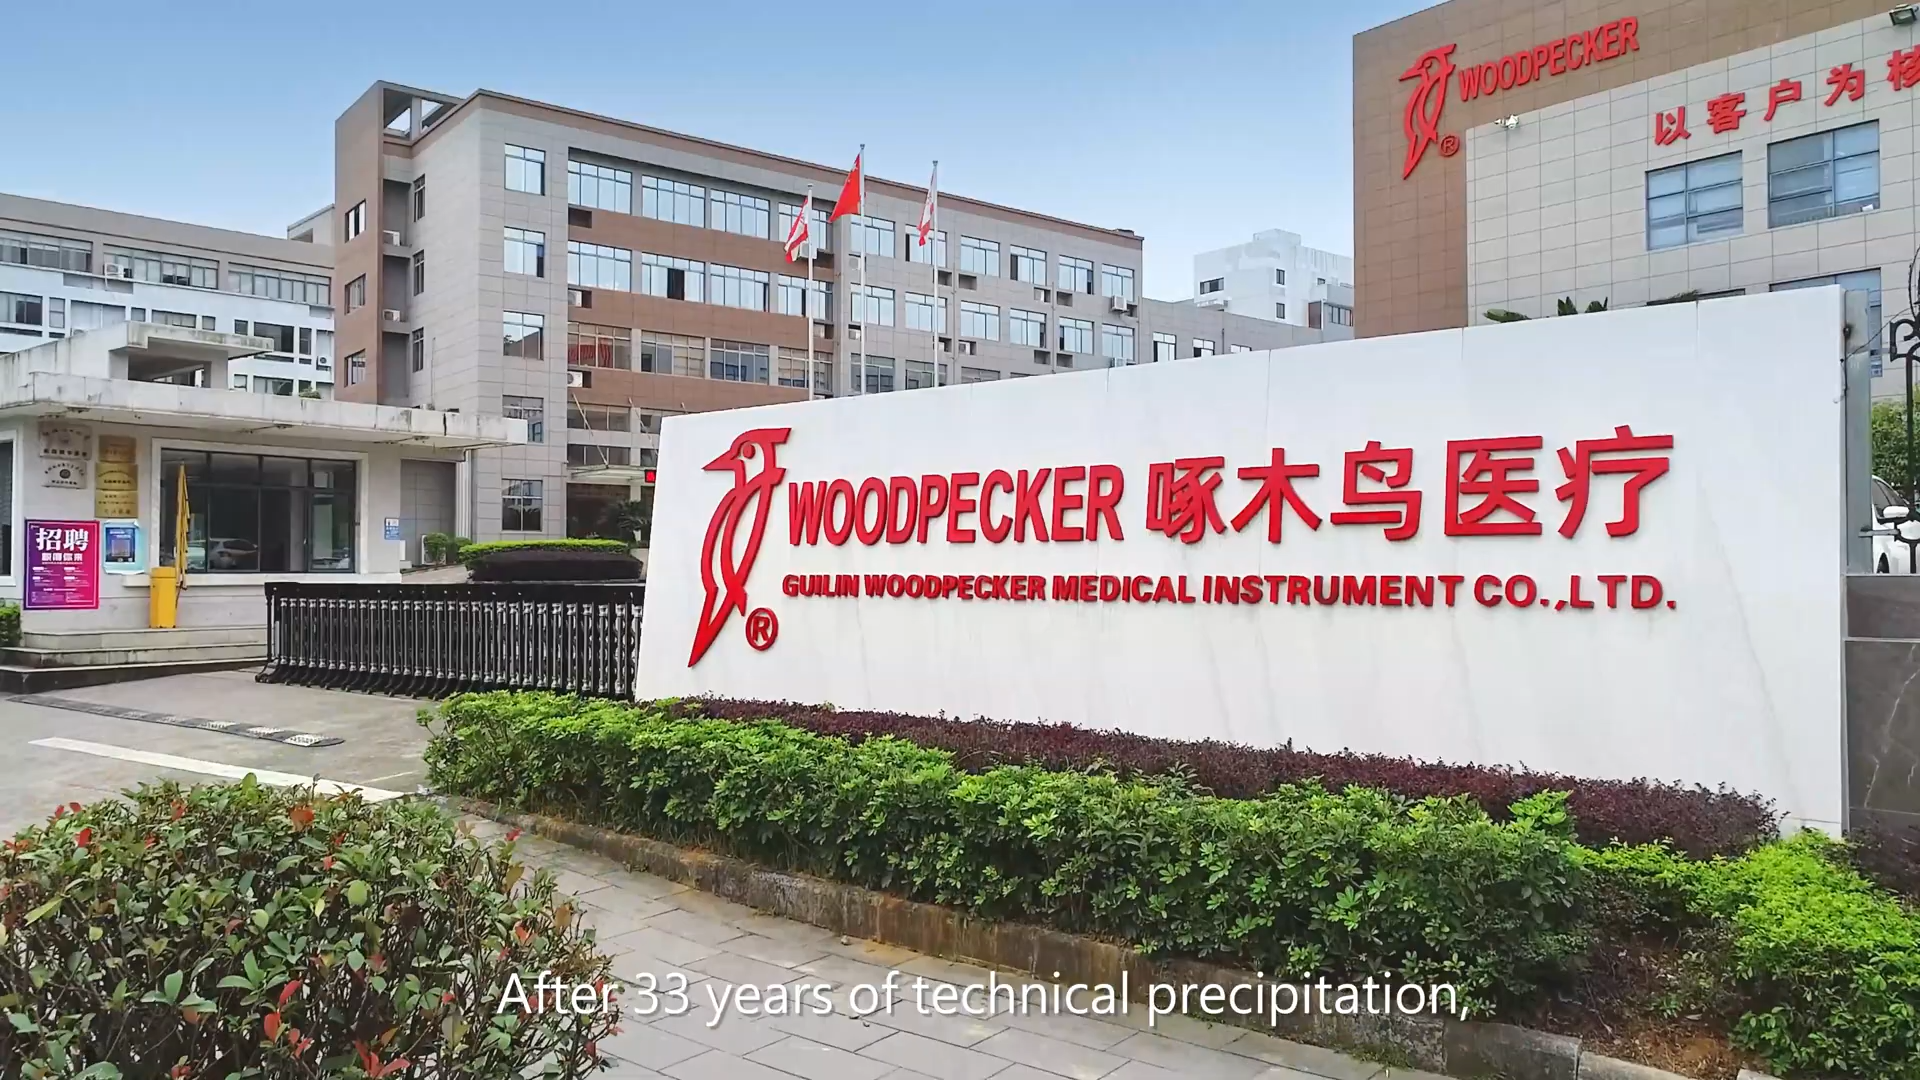 WOODPECKER
®
以客户为核
WOODPECKER 啄木鸟医疗
GUILIN WOODPECKER MEDICAL INSTRUMENT CO.,LTD.
®
招聘
After 33 years of technical precipitation,